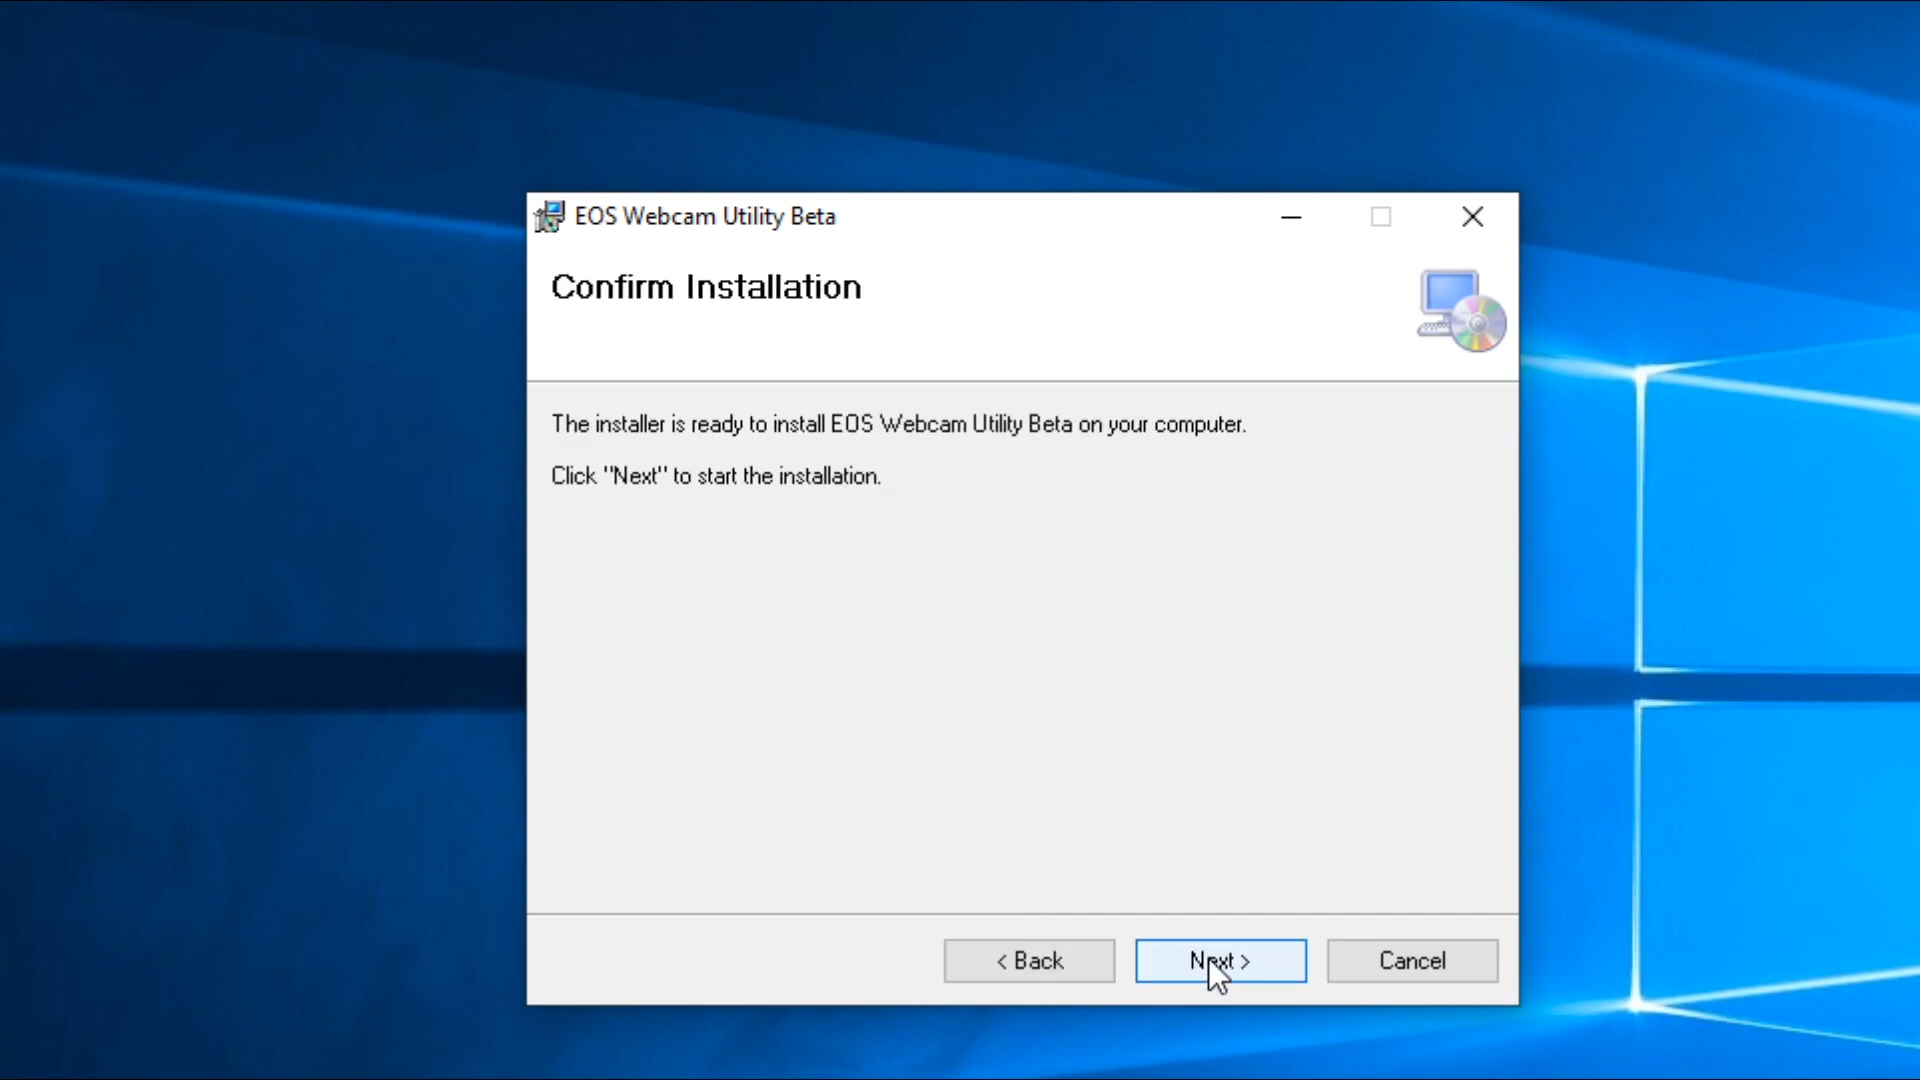 EOS Webcam Utility Beta
Confirm Installation
The installer is ready to install EOS Webcam Utility Beta on your computer.
Click "Next" to start the installation.
< Back
Next >
Cancel